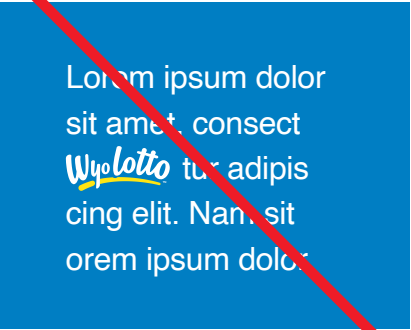 Lorem ipsum dolor
sit amet, consect
Wyolotto tur adipis
cing elit. Nam sit
orem ipsum dolor